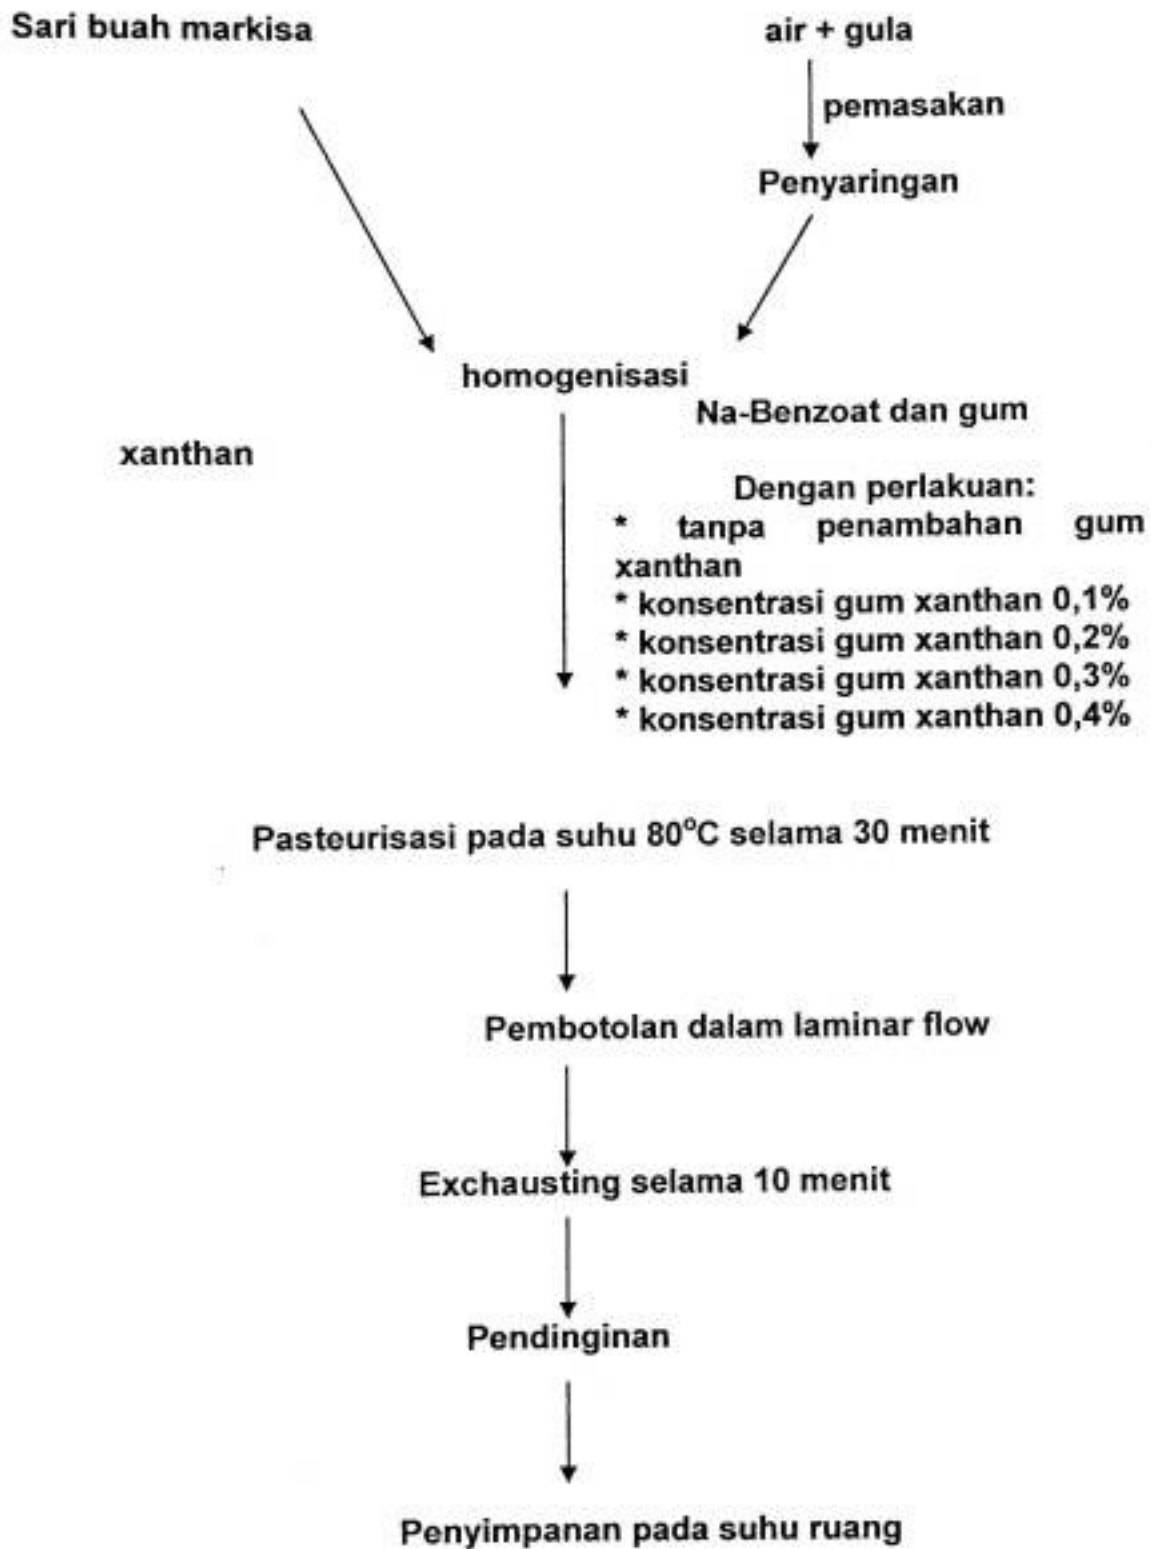 Sari buah markisa
air + gula
pemasakan
Penyaringan
homogenisasi
Na-Benzoat dan gum
xanthan
Dengan perlakuan:
* tanpa penambahan gum
xanthan
* konsentrasi gum xanthan 0,1%
* konsentrasi gum xanthan 0,2%
* konsentrasi gum xanthan 0,3%
* konsentrasi gum xanthan 0,4%
Pasteurisasi pada suhu 80°C selama 30 menit
Pembotolan dalam laminar flow
Exchausting selama 10 menit
Pendinginan
Penyimpanan pada suhu ruang